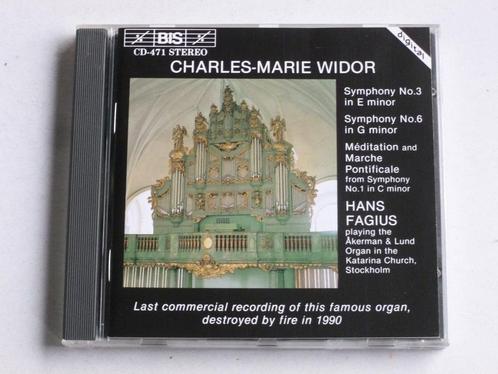 BIS
CD-471 STEREO
digital
CHARLES-MARIE WIDOR
Symphony No.3
in E minor
Symphony No.6
in G minor
Méditation and
Marche
Pontificale
from Symphony
No.1 in C minor
HANS
FAGIUS
playing the
Åkerman & Lund
Organ in the
Katarina Church,
Stockholm
Last commercial recording of this famous organ,
destroyed by fire in 1990